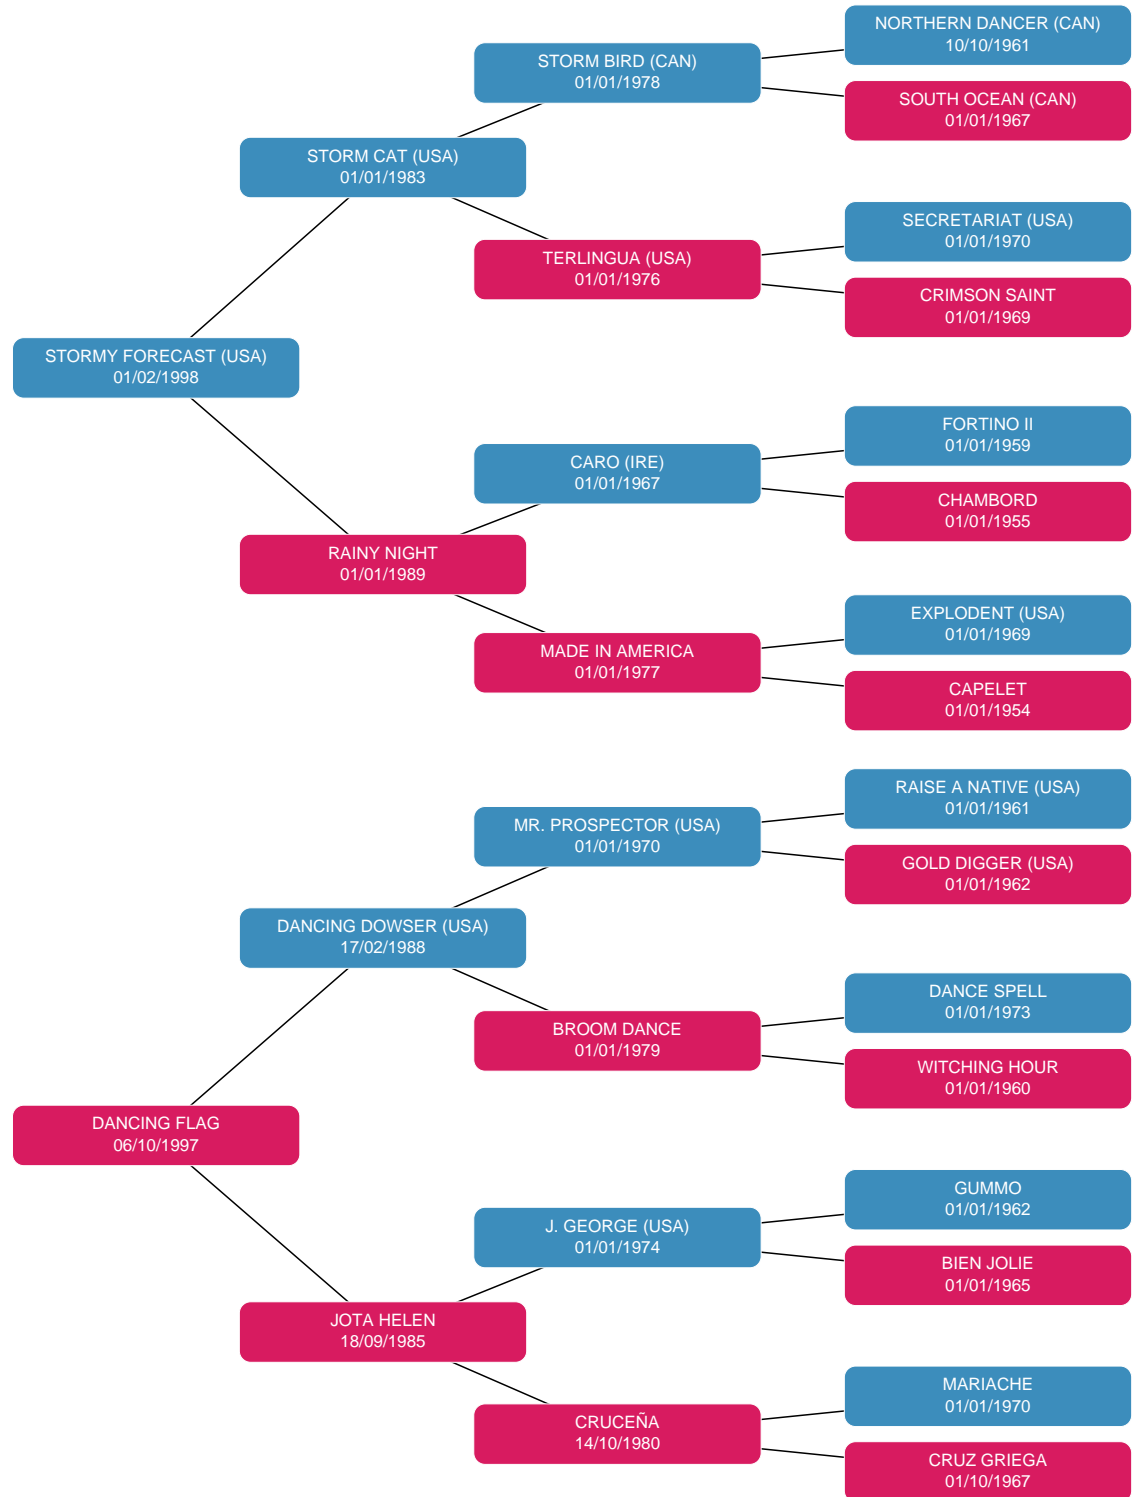 NORTHERN DANCER (CAN)
10/10/1961
STORM BIRD (CAN)
01/01/1978
SOUTH OCEAN (CAN)
01/01/1967
STORM CAT (USA)
01/01/1983
SECRETARIAT (USA)
01/01/1970
TERLINGUA (USA)
01/01/1976
CRIMSON SAINT
01/01/1969
STORMY FORECAST (USA)
01/02/1998
FORTINO II
01/01/1959
CARO (IRE)
01/01/1967
CHAMBORD
01/01/1955
RAINY NIGHT
01/01/1989
EXPLODENT (USA)
01/01/1969
MADE IN AMERICA
01/01/1977
CAPELET
01/01/1954
RAISE A NATIVE (USA)
01/01/1961
MR. PROSPECTOR (USA)
01/01/1970
GOLD DIGGER (USA)
01/01/1962
DANCING DOWSER (USA)
17/02/1988
DANCE SPELL
01/01/1973
BROOM DANCE
01/01/1979
WITCHING HOUR
01/01/1960
DANCING FLAG
06/10/1997
GUMMO
01/01/1962
J. GEORGE (USA)
01/01/1974
BIEN JOLIE
01/01/1965
JOTA HELEN
18/09/1985
MARIACHE
01/01/1970
CRUCEÑA
14/10/1980
CRUZ GRIEGA
01/10/1967